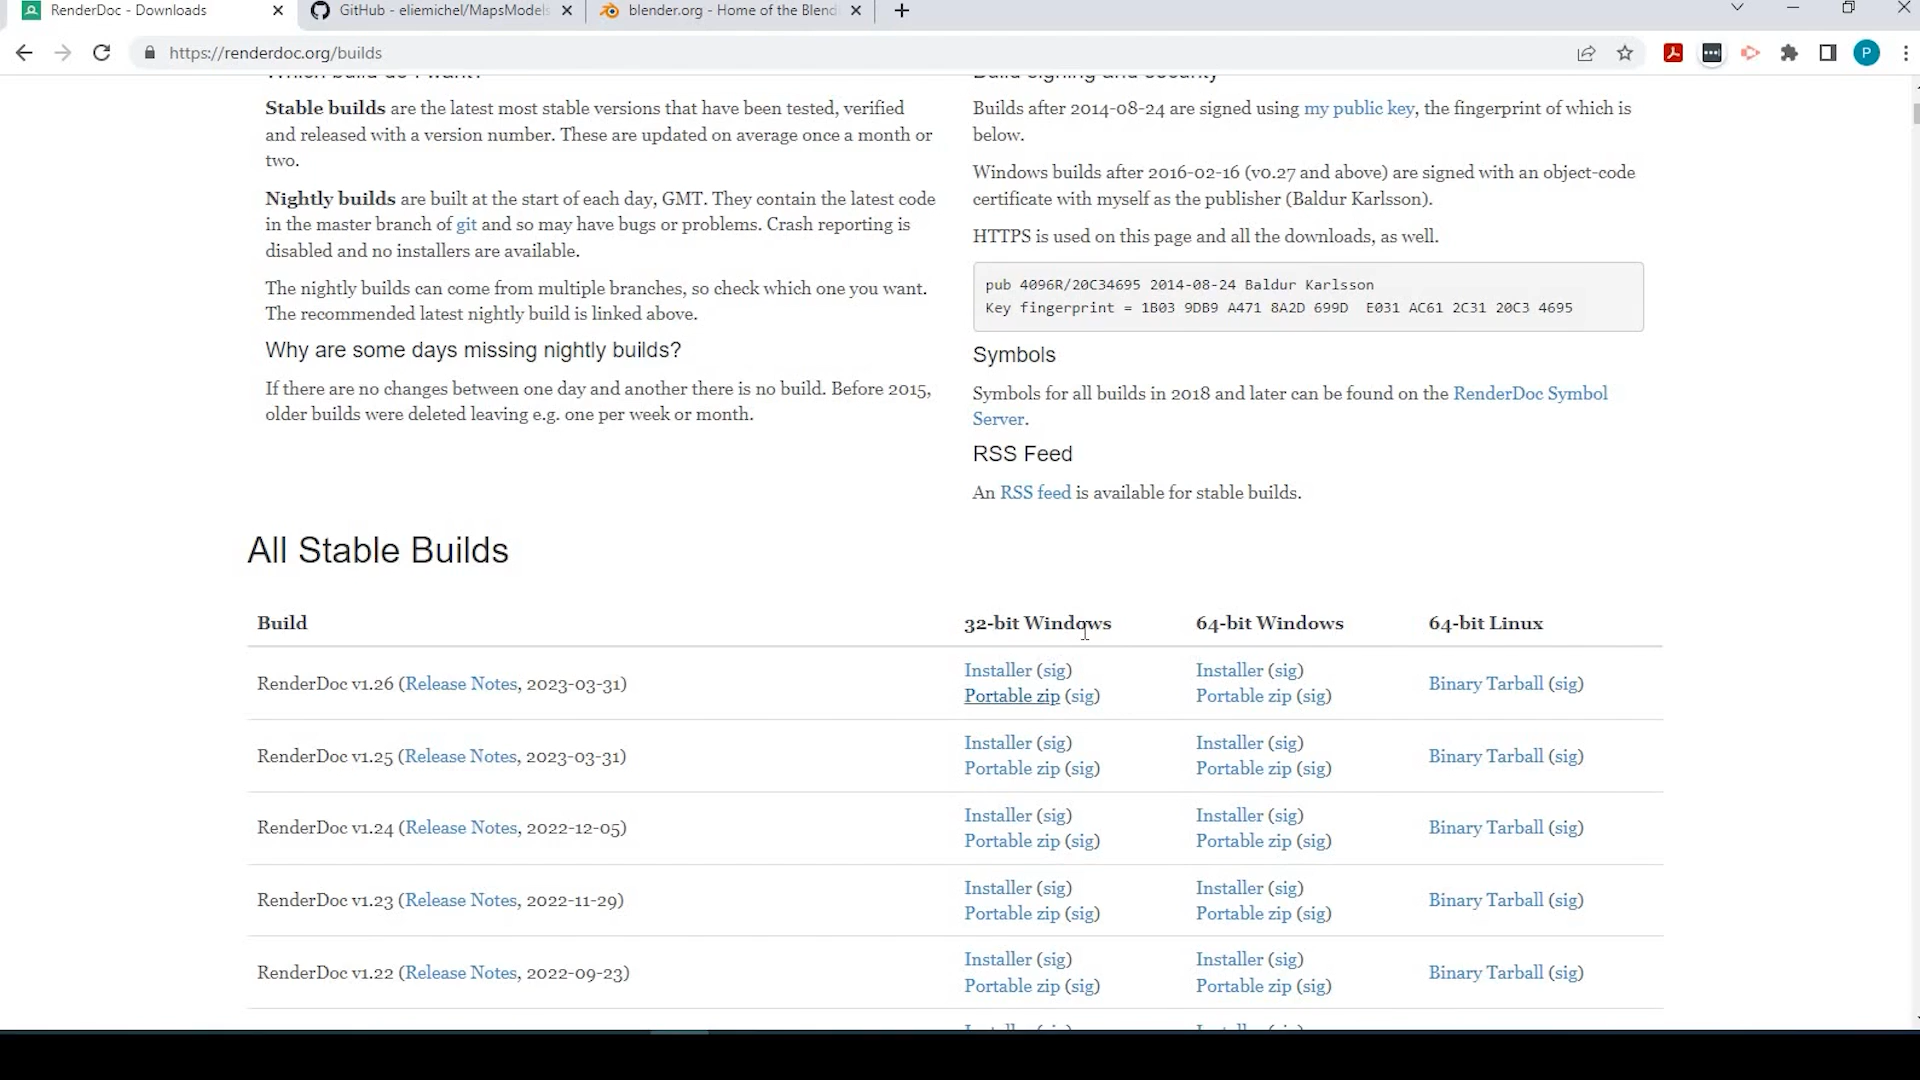 RenderDoc - Downloads
GitHub - eliemichel/MapsModels
blender.org - Home of the Blend
https://renderdoc.org/builds
P
Which build do I want?
Stable builds are the latest most stable versions that have been tested, verified
and released with a version number. These are updated on average once a month or
two.
Nightly builds are built at the start of each day, GMT. They contain the latest code
in the master branch of git and so may have bugs or problems. Crash reporting is
disabled and no installers are available.
The nightly builds can come from multiple branches, so check which one you want.
The recommended latest nightly build is linked above.
Why are some days missing nightly builds?
If there are no changes between one day and another there is no build. Before 2015,
older builds were deleted leaving e.g. one per week or month.
Build signing and security
Builds after 2014-08-24 are signed using my public key, the fingerprint of which is
below.
Windows builds after 2016-02-16 (v0.27 and above) are signed with an object-code
certificate with myself as the publisher (Baldur Karlsson).
HTTPS is used on this page and all the downloads, as well.
pub 4096R/20C34695 2014-08-24 Baldur Karlsson
Key fingerprint = 1B03 9DB9 A471 8A2D 699D  E031 AC61 2C31 20C3 4695
Symbols
Symbols for all builds in 2018 and later can be found on the RenderDoc Symbol
Server.
RSS Feed
An RSS feed is available for stable builds.
All Stable Builds
Build 32-bit Windows 64-bit Windows 64-bit Linux
RenderDoc v1.26 (Release Notes, 2023-03-31)
Installer (sig) Installer (sig)
Portable zip (sig) Portable zip (sig)
Binary Tarball (sig)
RenderDoc v1.25 (Release Notes, 2023-03-31)
Installer (sig) Installer (sig)
Portable zip (sig) Portable zip (sig)
Binary Tarball (sig)
RenderDoc v1.24 (Release Notes, 2022-12-05)
Installer (sig) Installer (sig)
Portable zip (sig) Portable zip (sig)
Binary Tarball (sig)
RenderDoc v1.23 (Release Notes, 2022-11-29)
Installer (sig) Installer (sig)
Portable zip (sig) Portable zip (sig)
Binary Tarball (sig)
RenderDoc v1.22 (Release Notes, 2022-09-23)
Installer (sig) Installer (sig)
Portable zip (sig) Portable zip (sig)
Binary Tarball (sig)